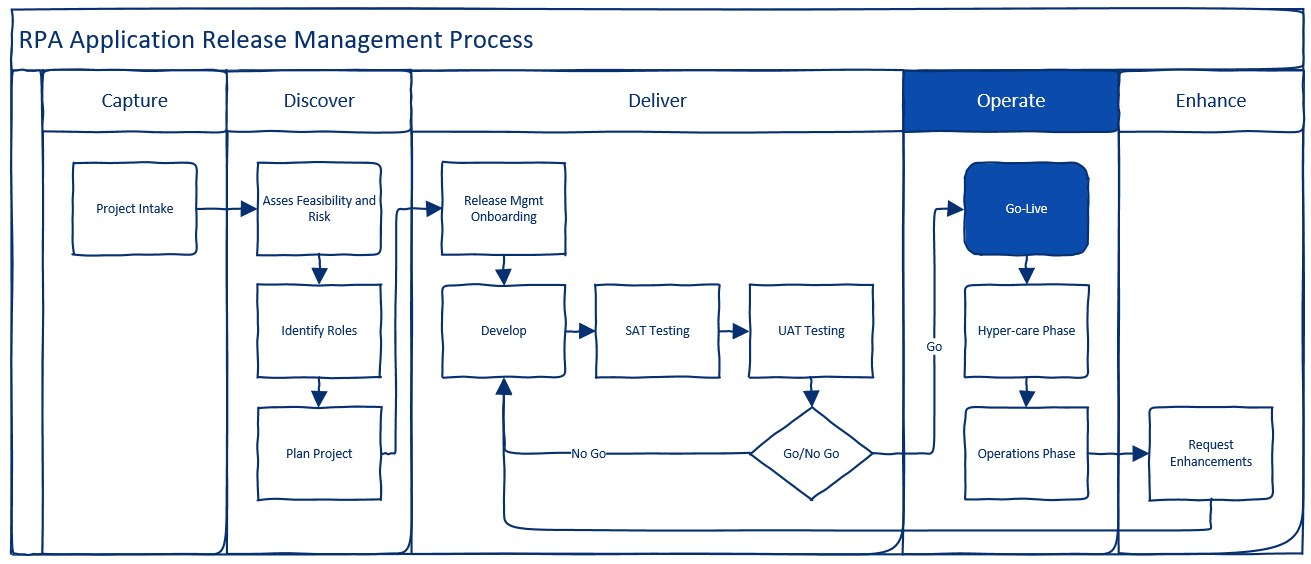 RPA Application Release Management Process
Capture
Discover
Deliver
Operate
Enhance
Project Intake
Asses Feasibility and
Risk
Identify Roles
Plan Project
Release Mgmt
Onboarding
Develop
SAT Testing
UAT Testing
Go/No Go
No Go
Go
Go-Live
Hyper-care Phase
Operations Phase
Request
Enhancements